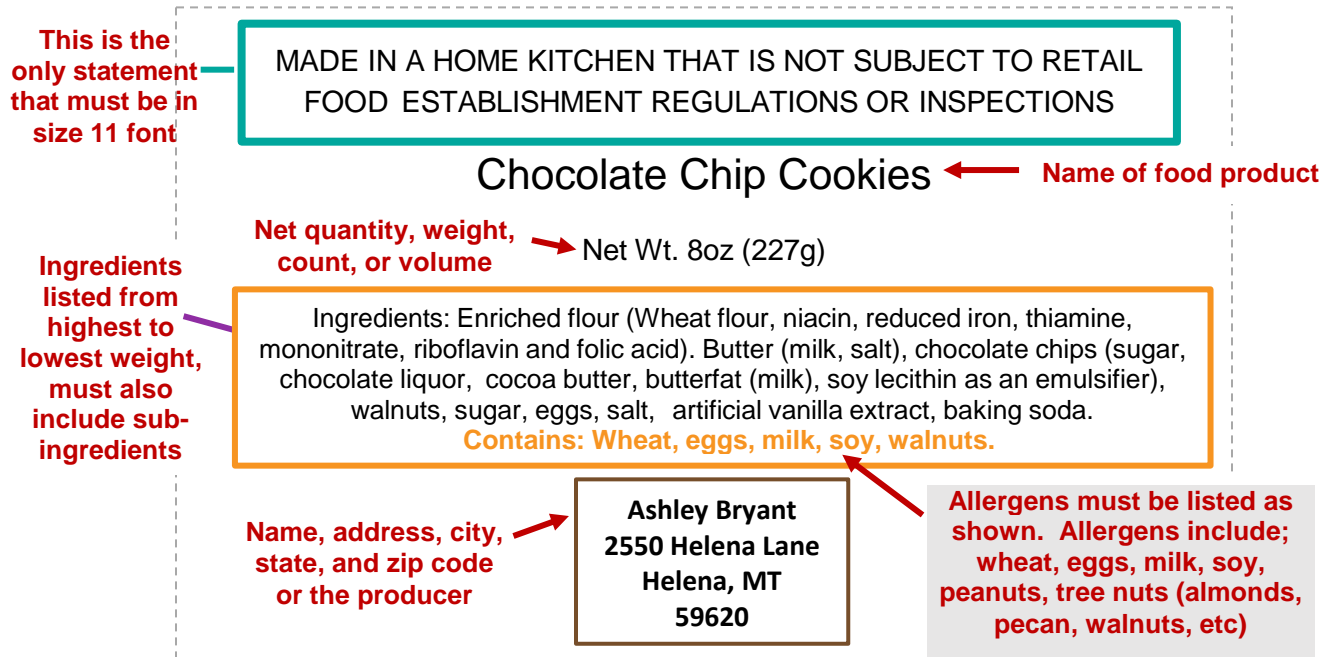 This is the
only statement
that must be in
size 11 font
MADE IN A HOME KITCHEN THAT IS NOT SUBJECT TO RETAIL
FOOD ESTABLISHMENT REGULATIONS OR INSPECTIONS
Chocolate Chip Cookies
Name of food product
Net quantity, weight,
count, or volume
Net Wt. 8oz (227g)
Ingredients
listed from
highest to
lowest weight,
must also
include sub-
ingredients
Ingredients: Enriched flour (Wheat flour, niacin, reduced iron, thiamine,
mononitrate, riboflavin and folic acid). Butter (milk, salt), chocolate chips (sugar,
chocolate liquor, cocoa butter, butterfat (milk), soy lecithin as an emulsifier),
walnuts, sugar, eggs, salt, artificial vanilla extract, baking soda.
Contains: Wheat, eggs, milk, soy, walnuts.
Name, address, city,
state, and zip code
or the producer
Ashley Bryant
2550 Helena Lane
Helena, MT
59620
Allergens must be listed as
shown. Allergens include;
wheat, eggs, milk, soy,
peanuts, tree nuts (almonds,
pecan, walnuts, etc)